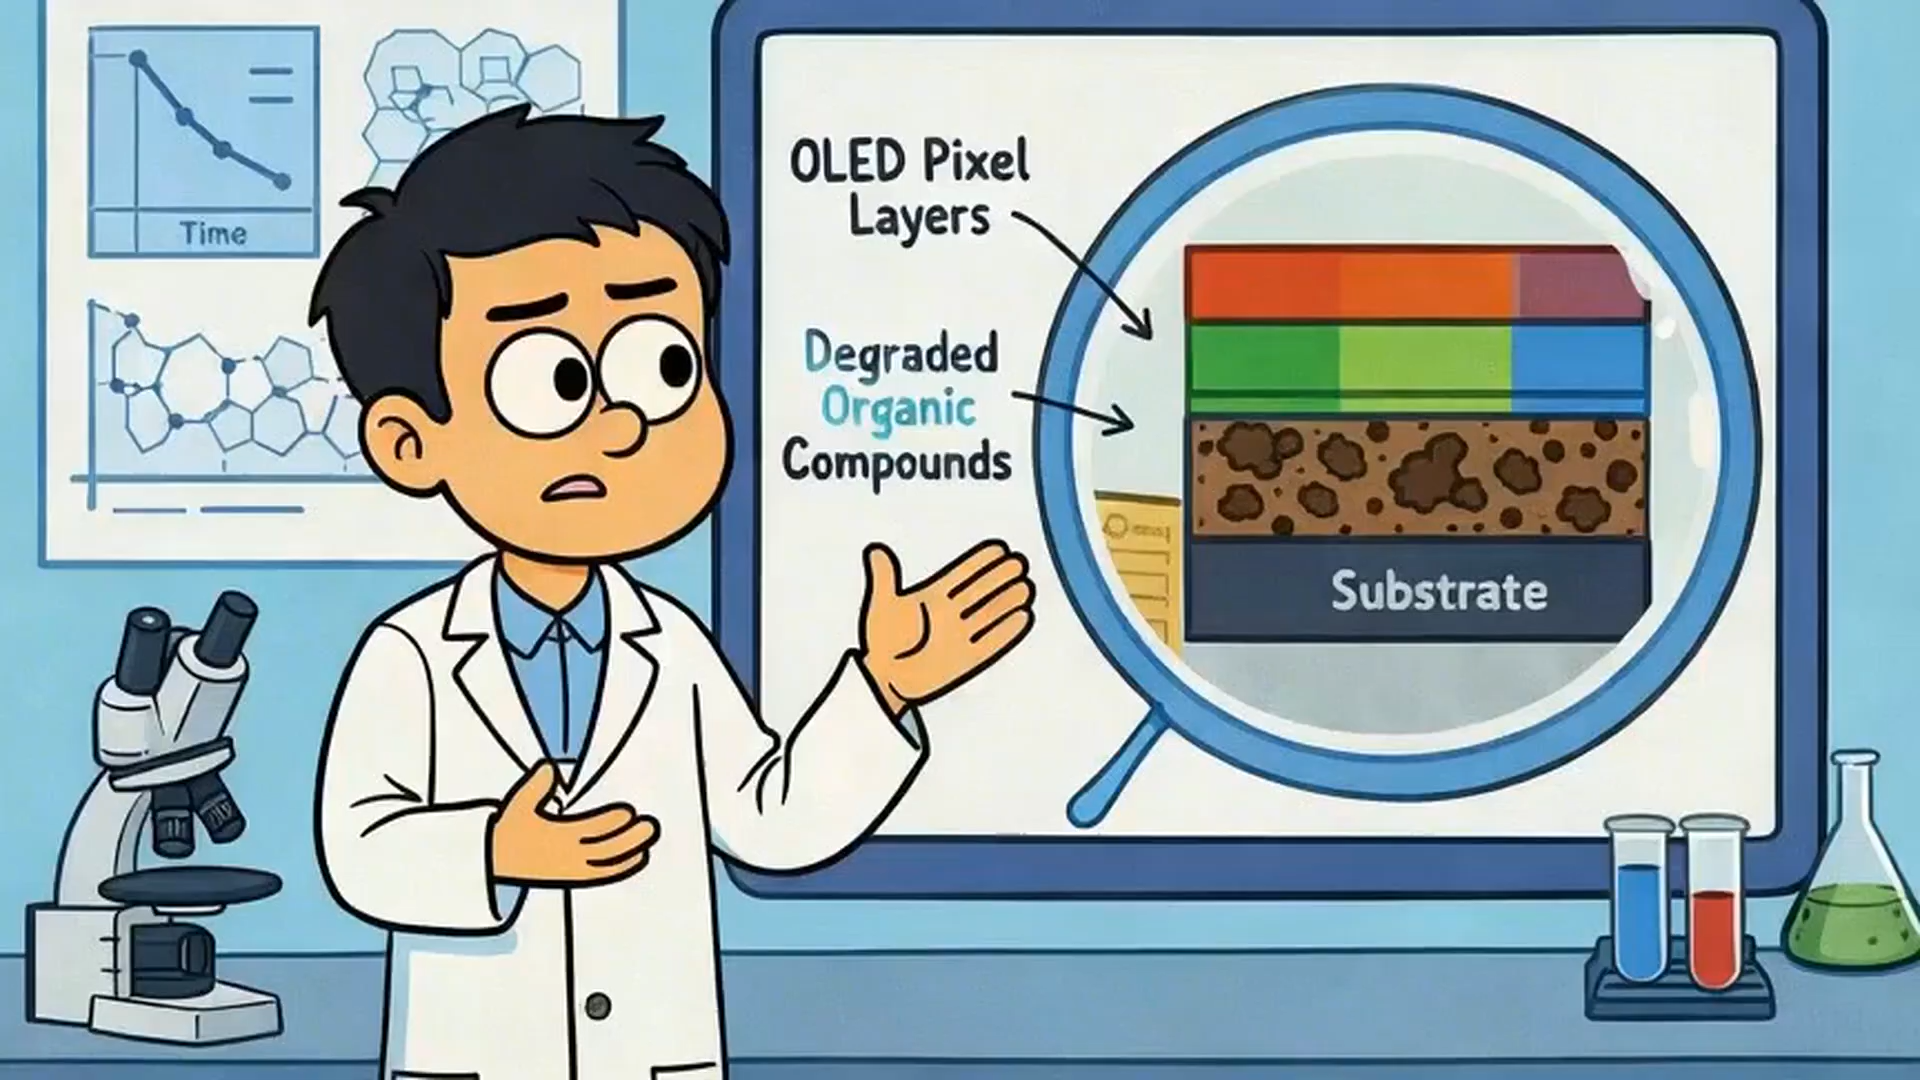 Time
OLED Pixel
Layers
Degraded
Organic
Compounds
Substrate